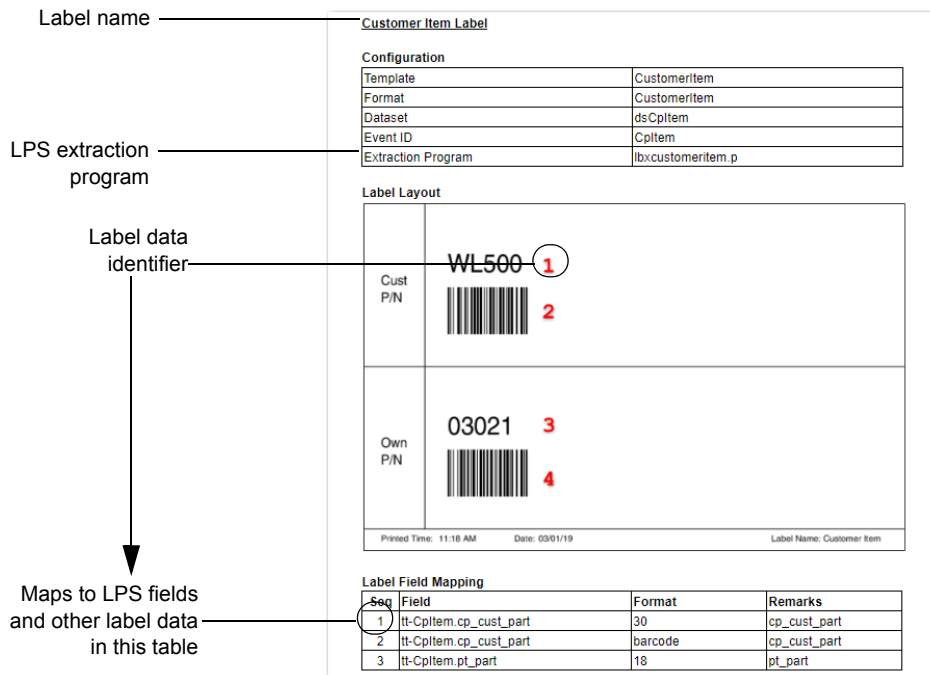 Label name
Customer Item Label
Configuration
Template CustomerItem
Format CustomerItem
Dataset dsCpItem
Event ID CpItem
Extraction Program lbxcustomeritem.p
LPS extraction
program
Label Layout
Label data
identifier
WL500 1
Cust
P/N
2
03021 3
Own
P/N
4
Printed Time: 11:18 AM Date: 03/01/19 Label Name: Customer Item
Maps to LPS fields
and other label data
in this table
Label Field Mapping
Seq Field Format Remarks
1 tt-CpItem.cp_cust_part 30 cp_cust_part
2 tt-CpItem.cp_cust_part barcode cp_cust_part
3 tt-CpItem.pt_part 18 pt_part